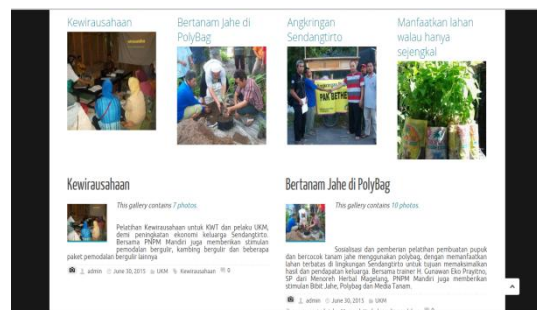 Kewirausahaan
Bertanam Jahe di
PolyBag
Angkringan
Sendangtirto
Manfaatkan lahan
walau hanya
sejengkal
PAK BETHE
Kewirausahaan
This gallery contains 7 photos.
Pelatihan Kewirausahaan untuk KWT dan pelaku UKM,
demi peningkatan ekonomi keluarga Sendangtirto.
Bersama PNPM Mandiri juga memberikan stimulan
pemodalan bergulir, kambing bergulir dan beberapa
paket pemodalan bergulir lainnya
admin June 30, 2015 UKM Kewirausahaan 0
Bertanam Jahe di PolyBag
This gallery contains 10 photos.
Sosialisasi dan pemberian pelatihan pembuatan pupuk
dan bercocok tanam jahe menggunakan polybag, dengan memanfaatkan
lahan terbatas di lingkungan Sendangtirto untuk tujuan memaksimalkan
hasil dan pendapatan keluarga. Bersama trainer H. Gunawan Eko Prayitno,
SP dari Menoreh Herbal Magelang, PNPM Mandiri juga memberikan
stimulan Bibit Jahe, Polybag dan Media Tanam.
admin June 30, 2015 UKM